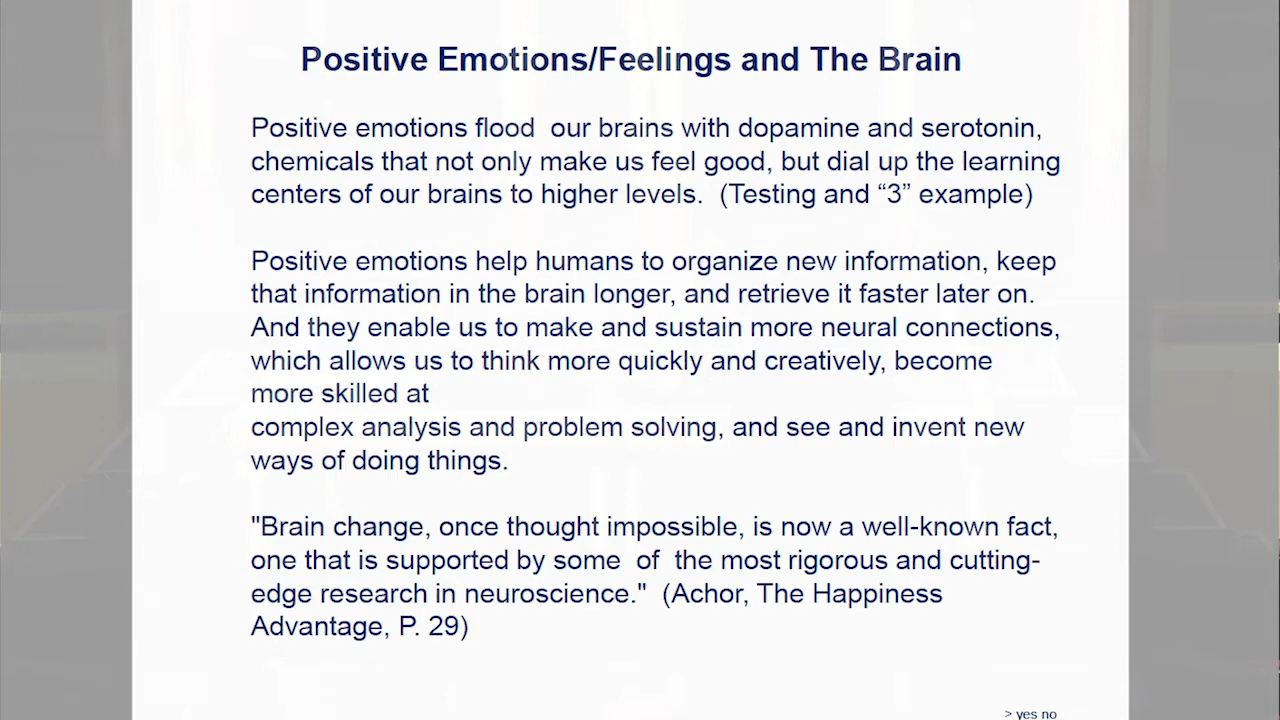 Positive Emotions/Feelings and The Brain
Positive emotions flood  our brains with dopamine and serotonin,
chemicals that not only make us feel good, but dial up the learning
centers of our brains to higher levels.  (Testing and “3” example)
Positive emotions help humans to organize new information, keep
that information in the brain longer, and retrieve it faster later on.
And they enable us to make and sustain more neural connections,
which allows us to think more quickly and creatively, become
more skilled at
complex analysis and problem solving, and see and invent new
ways of doing things.
"Brain change, once thought impossible, is now a well-known fact,
one that is supported by some  of  the most rigorous and cutting-
edge research in neuroscience."  (Achor, The Happiness
Advantage, P. 29)
> yes no